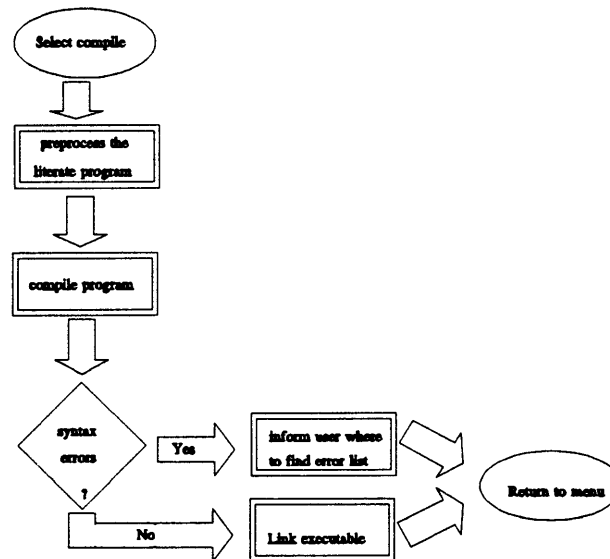 Select compile
preprocess the
literate program
compile program
syntax
errors
?
Yes
inform user where
to find error list
No
Link executable
Return to menu